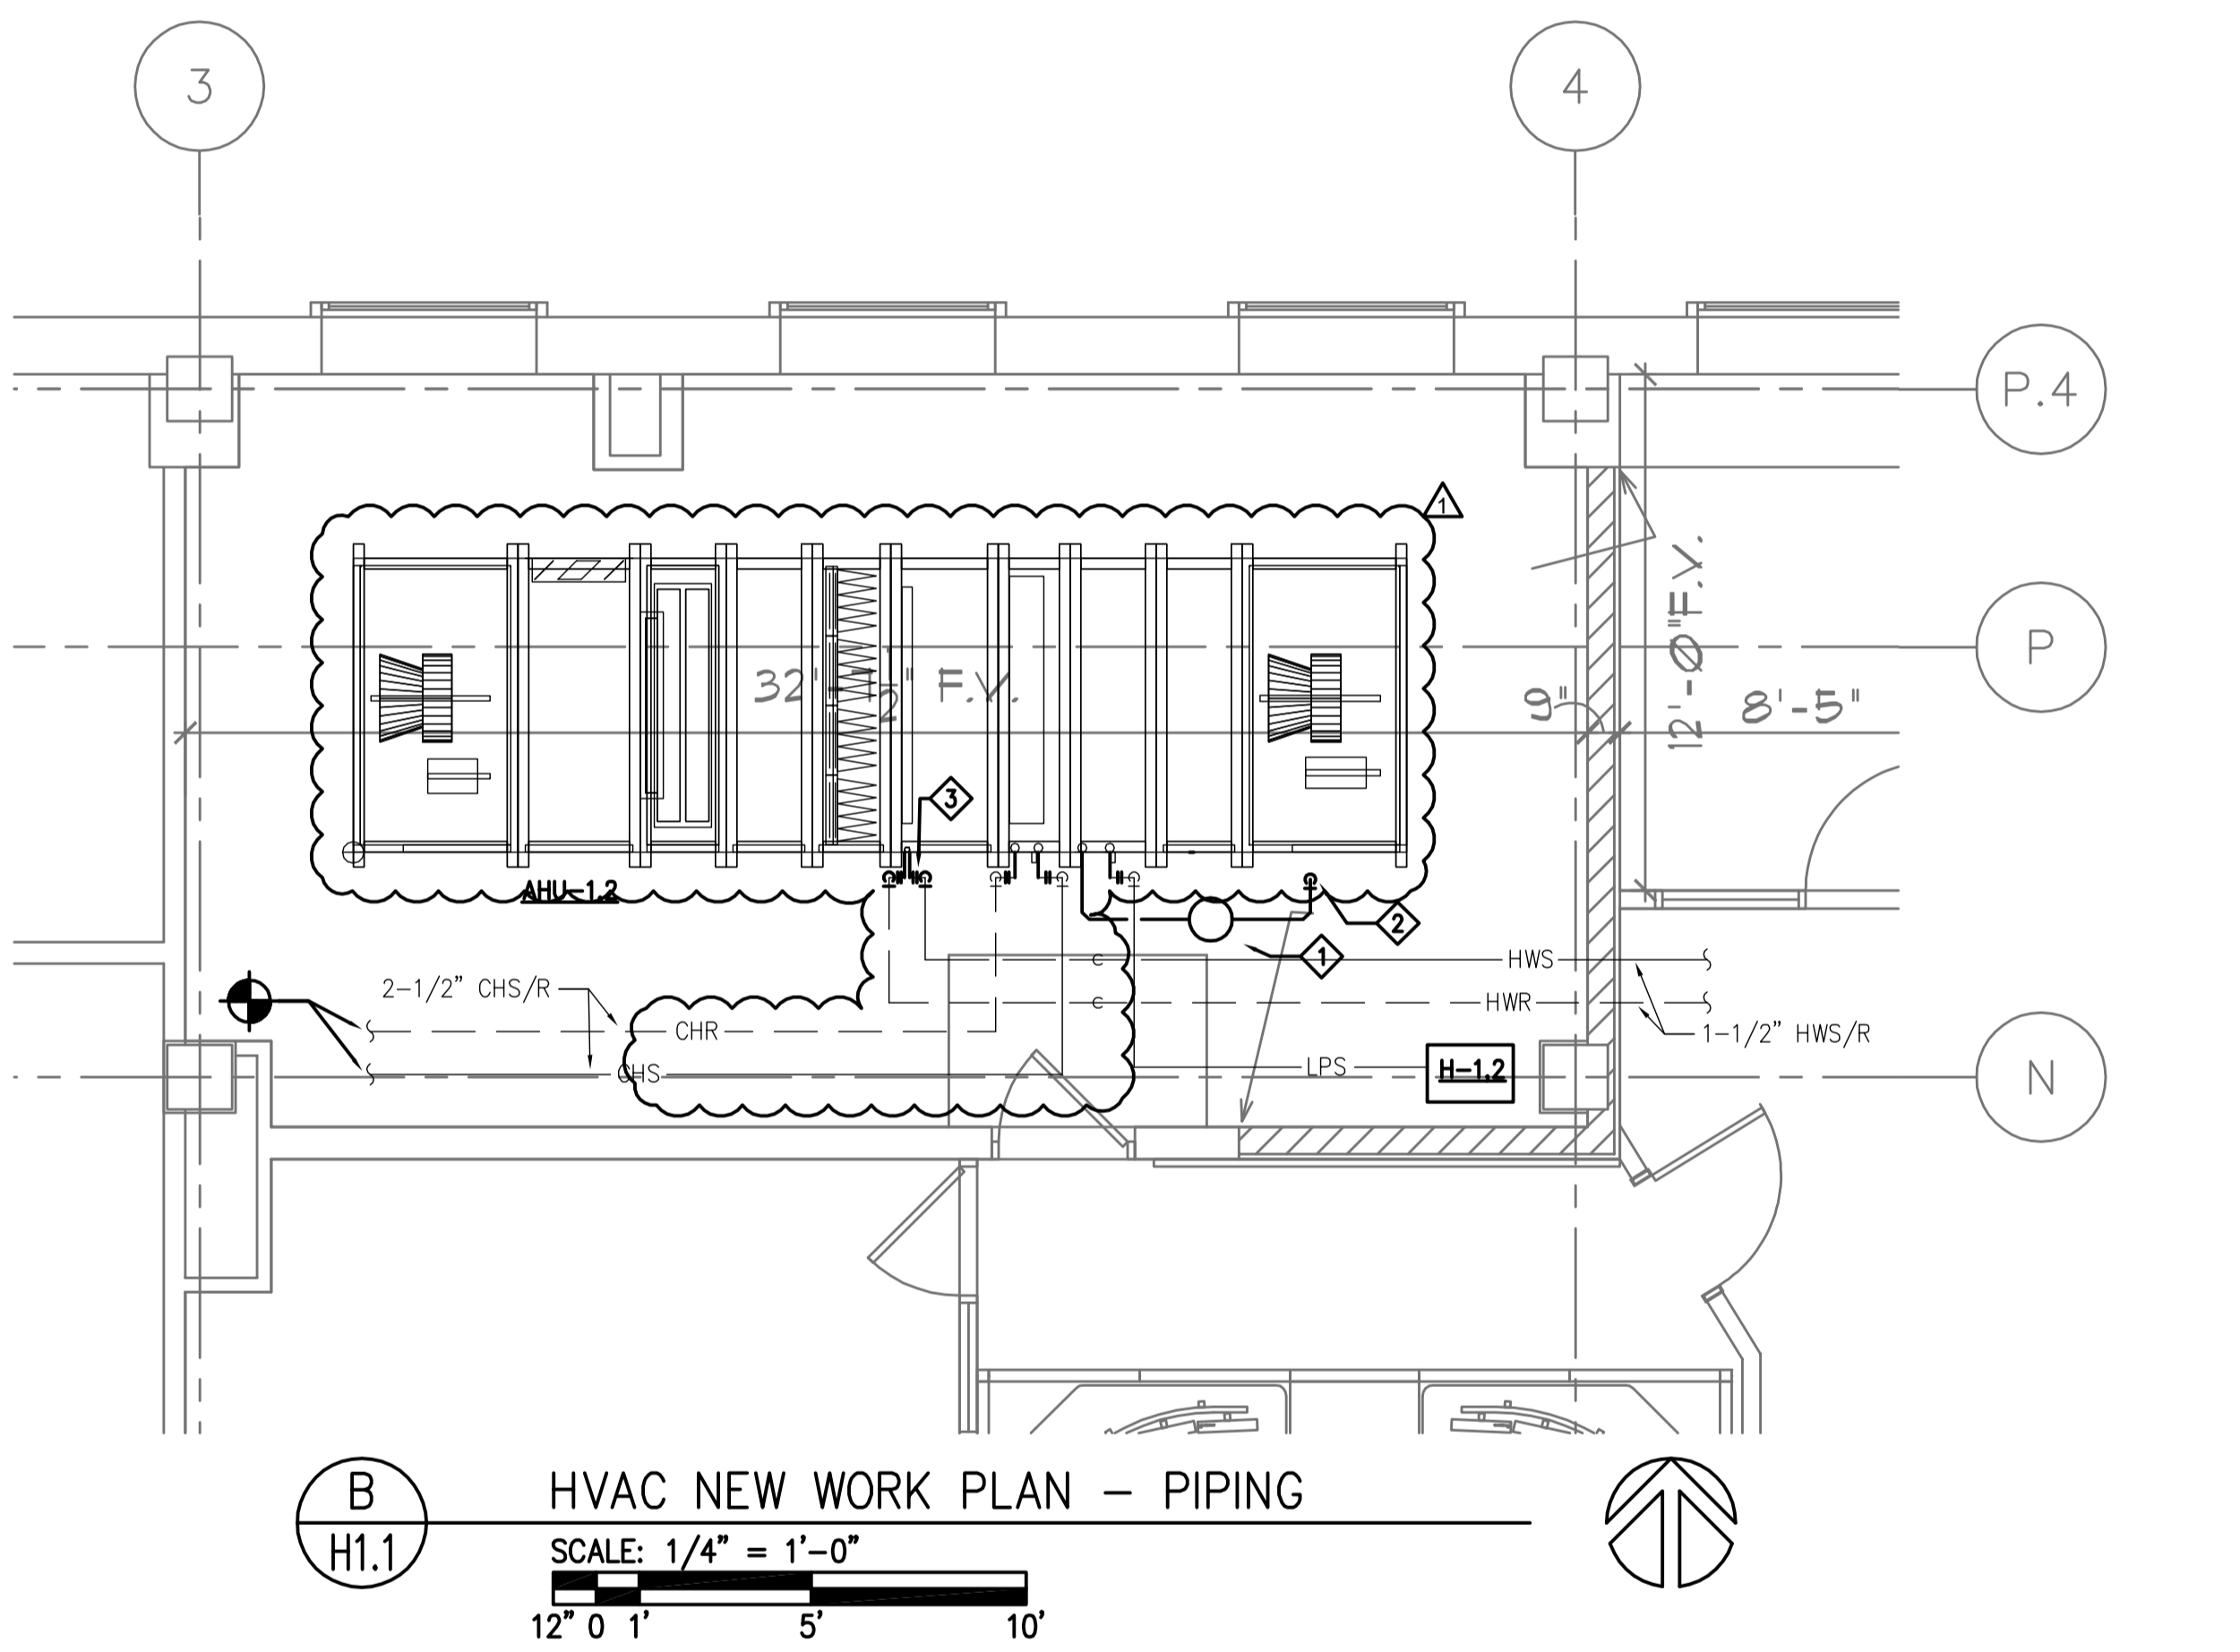 3
4
P.4
1
32'-1½" F.V.
9"
12'-0"F.V.
8'-5"
P
3
AHU-1.2
2
1
HWS
2-1/2" CHS/R
HWR
CHR
1-1/2" HWS/R
CHS
LPS
H-1.2
N
C
C
B
H1.1
HVAC NEW WORK PLAN - PIPING
SCALE: 1/4" = 1'-0"
12" 0 1' 5' 10'